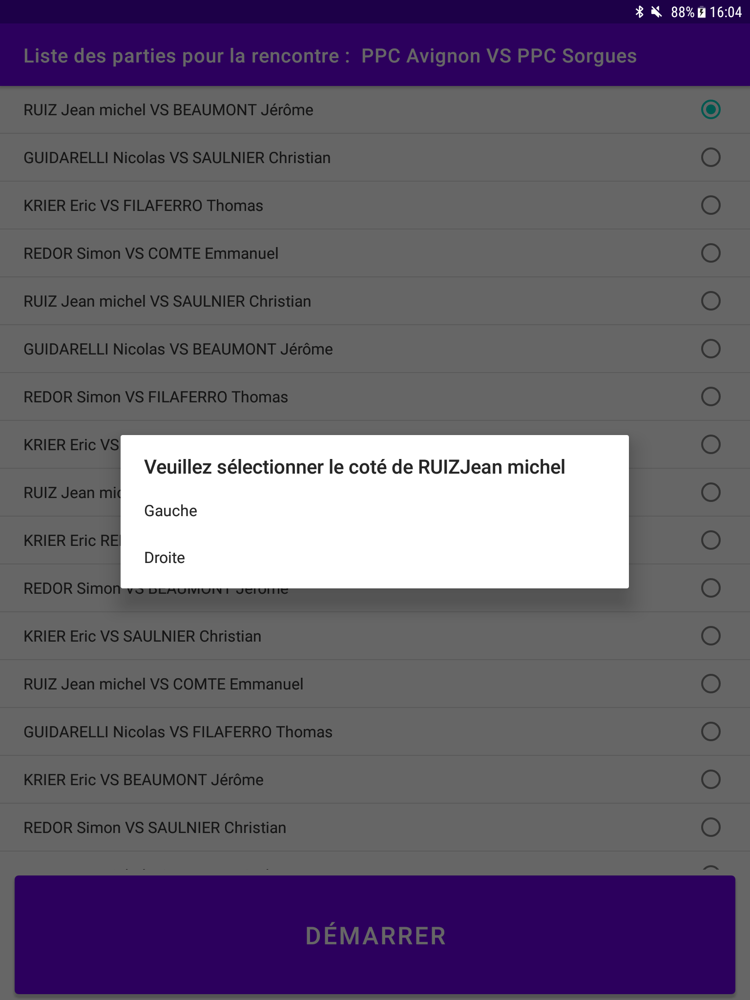 88% 16:04
Liste des parties pour la rencontre :  PPC Avignon VS PPC Sorgues
RUIZ Jean michel VS BEAUMONT Jérôme
GUIDARELLI Nicolas VS SAULNIER Christian
KRIER Eric VS FILAFERRO Thomas
REDOR Simon VS COMTE Emmanuel
RUIZ Jean michel VS SAULNIER Christian
GUIDARELLI Nicolas VS BEAUMONT Jérôme
REDOR Simon VS FILAFERRO Thomas
KRIER Eric VS
Veuillez sélectionner le coté de RUIZJean michel
RUIZ Jean
Gauche
KRIER Eric
Droite
REDOR Simon VS BEAUMONT Jérôme
KRIER Eric VS SAULNIER Christian
RUIZ Jean michel VS COMTE Emmanuel
GUIDARELLI Nicolas VS FILAFERRO Thomas
KRIER Eric VS BEAUMONT Jérôme
REDOR Simon VS SAULNIER Christian
DÉMARRER